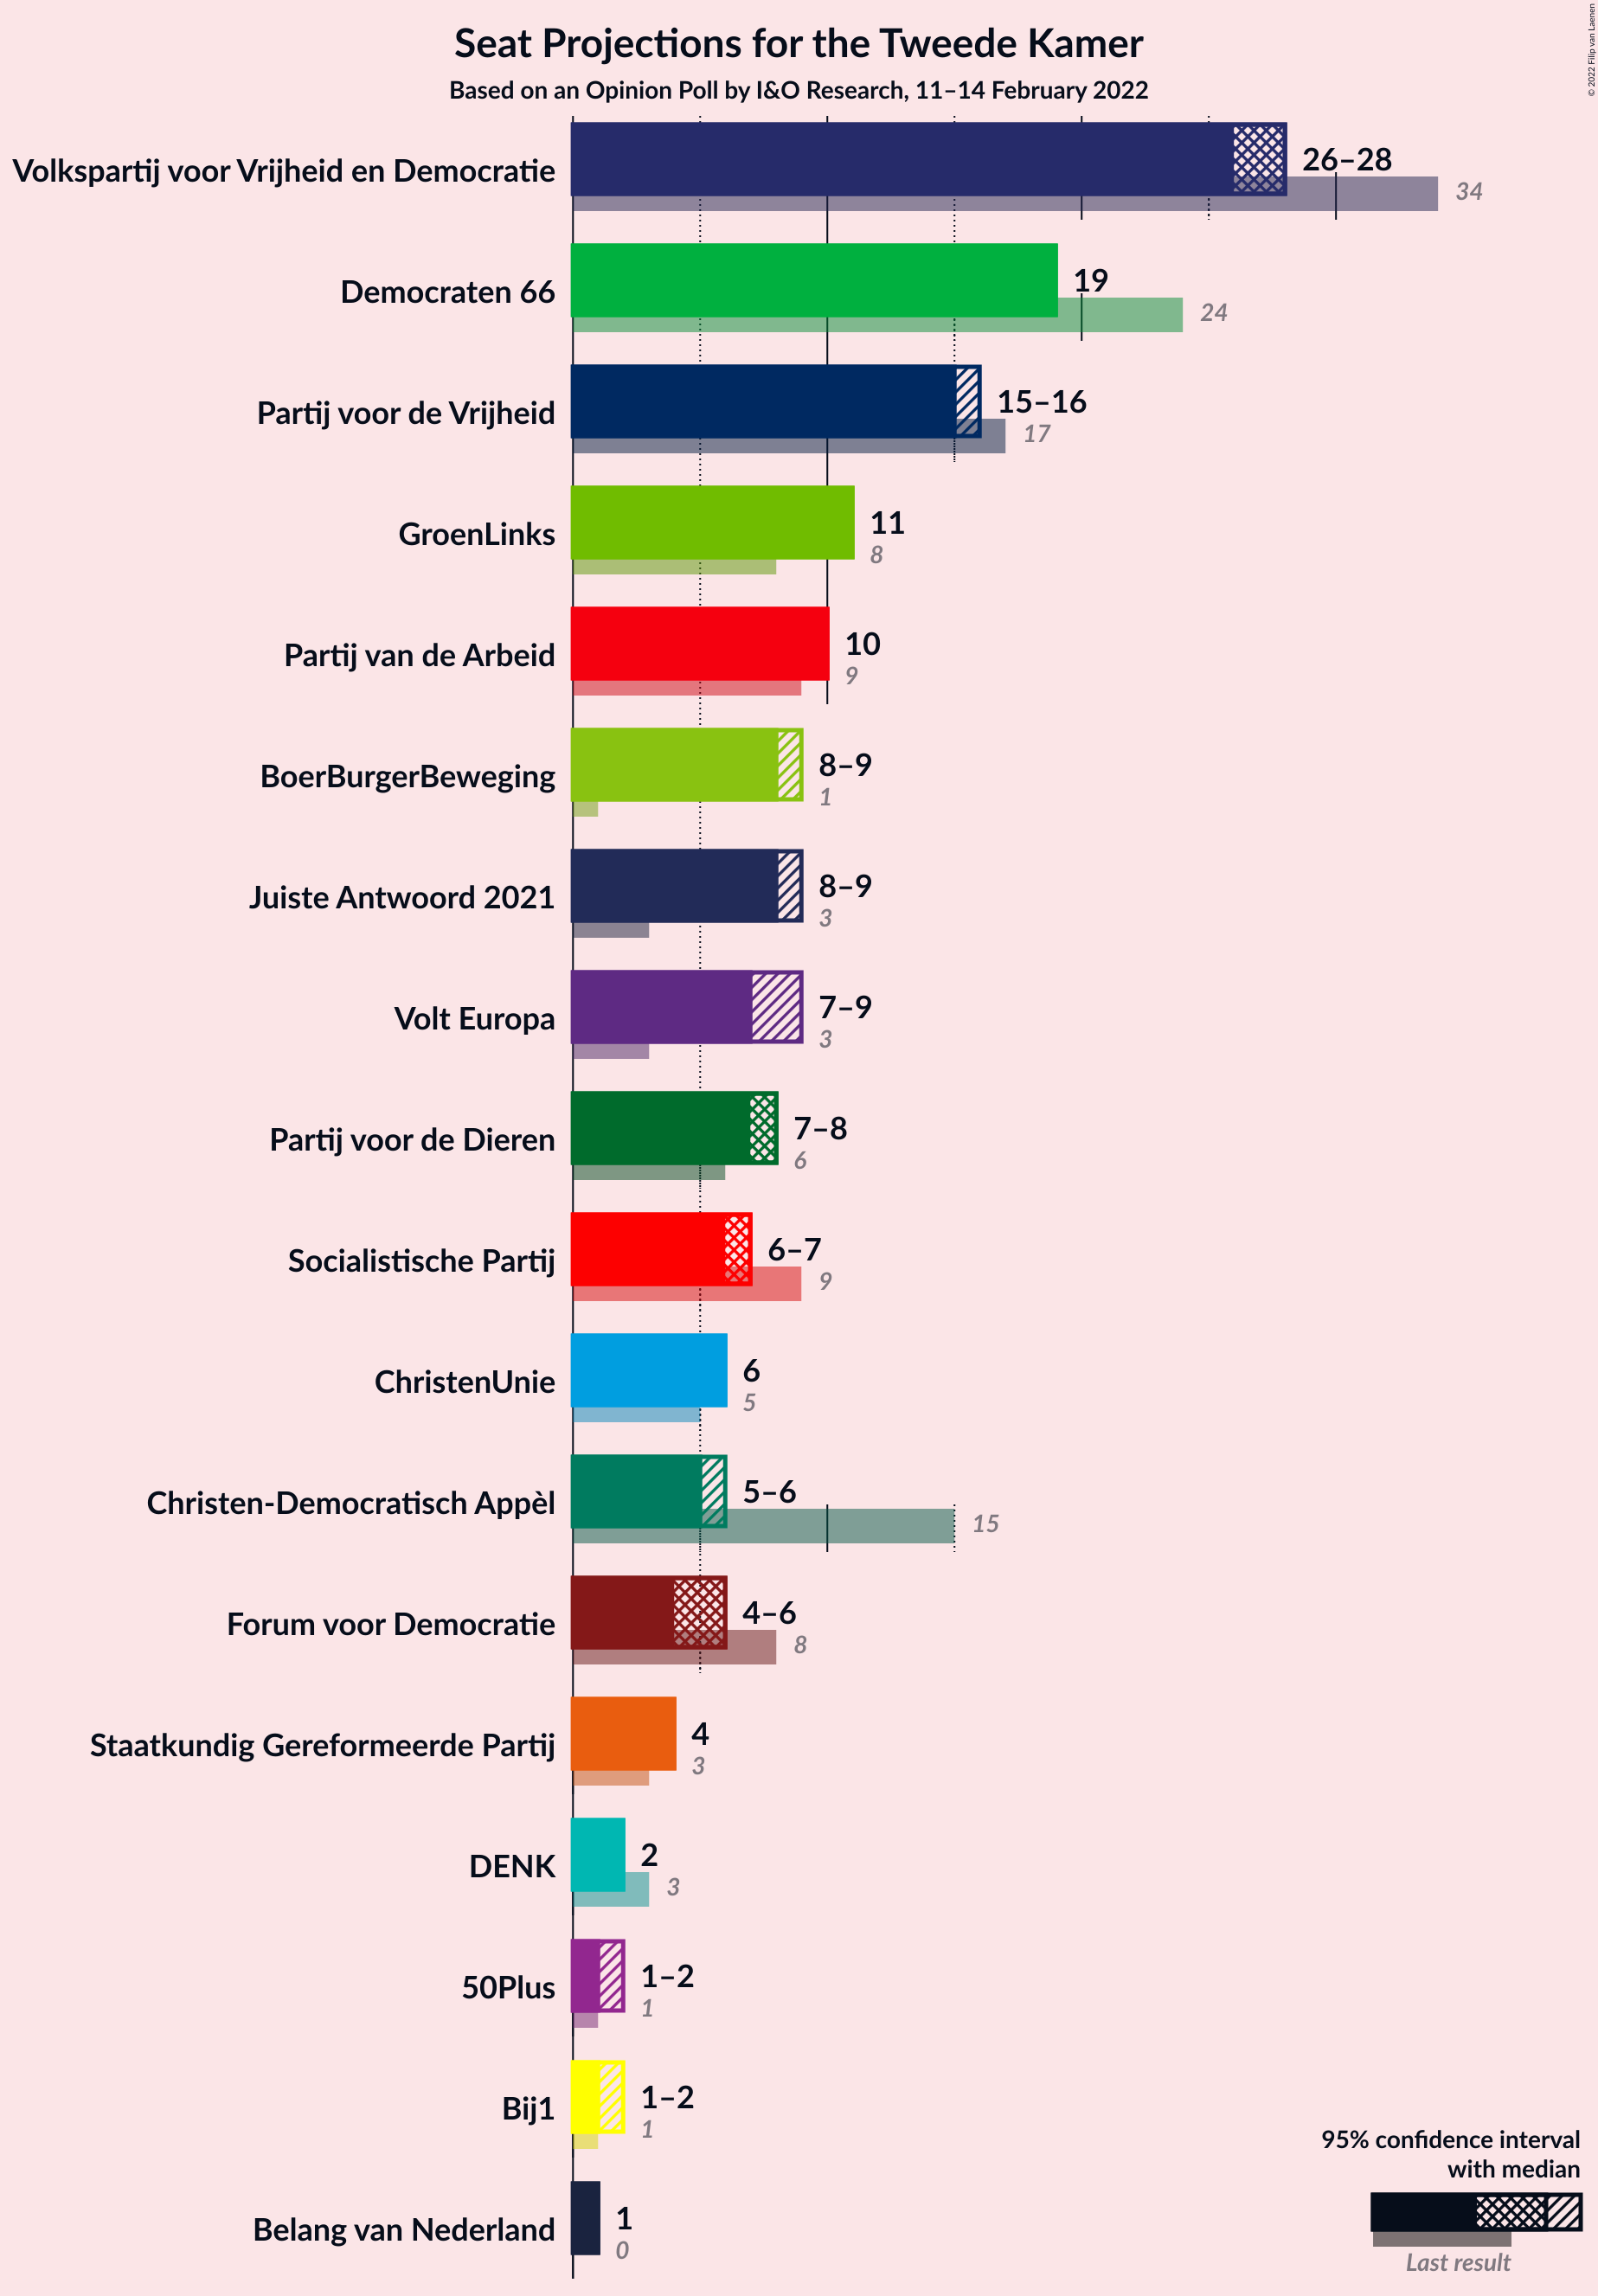 Seat Projections for the Tweede Kamer
Based on an Opinion Poll by I&O Research, 11–14 February 2022
© 2022 Filip van Laenen
Volkspartij voor Vrijheid en Democratie
26–28
34
Democraten 66
19
24
Partij voor de Vrijheid
15–16
17
GroenLinks
11
8
Partij van de Arbeid
10
9
BoerBurgerBeweging
8–9
1
Juiste Antwoord 2021
8–9
3
Volt Europa
7–9
3
Partij voor de Dieren
7–8
6
Socialistische Partij
6–7
9
ChristenUnie
6
5
Christen-Democratisch Appèl
5–6
15
Forum voor Democratie
4–6
8
Staatkundig Gereformeerde Partij
4
3
DENK
2
3
50Plus
1–2
1
Bij1
1–2
1
Belang van Nederland
1
0
95% confidence interval
with median
Last result